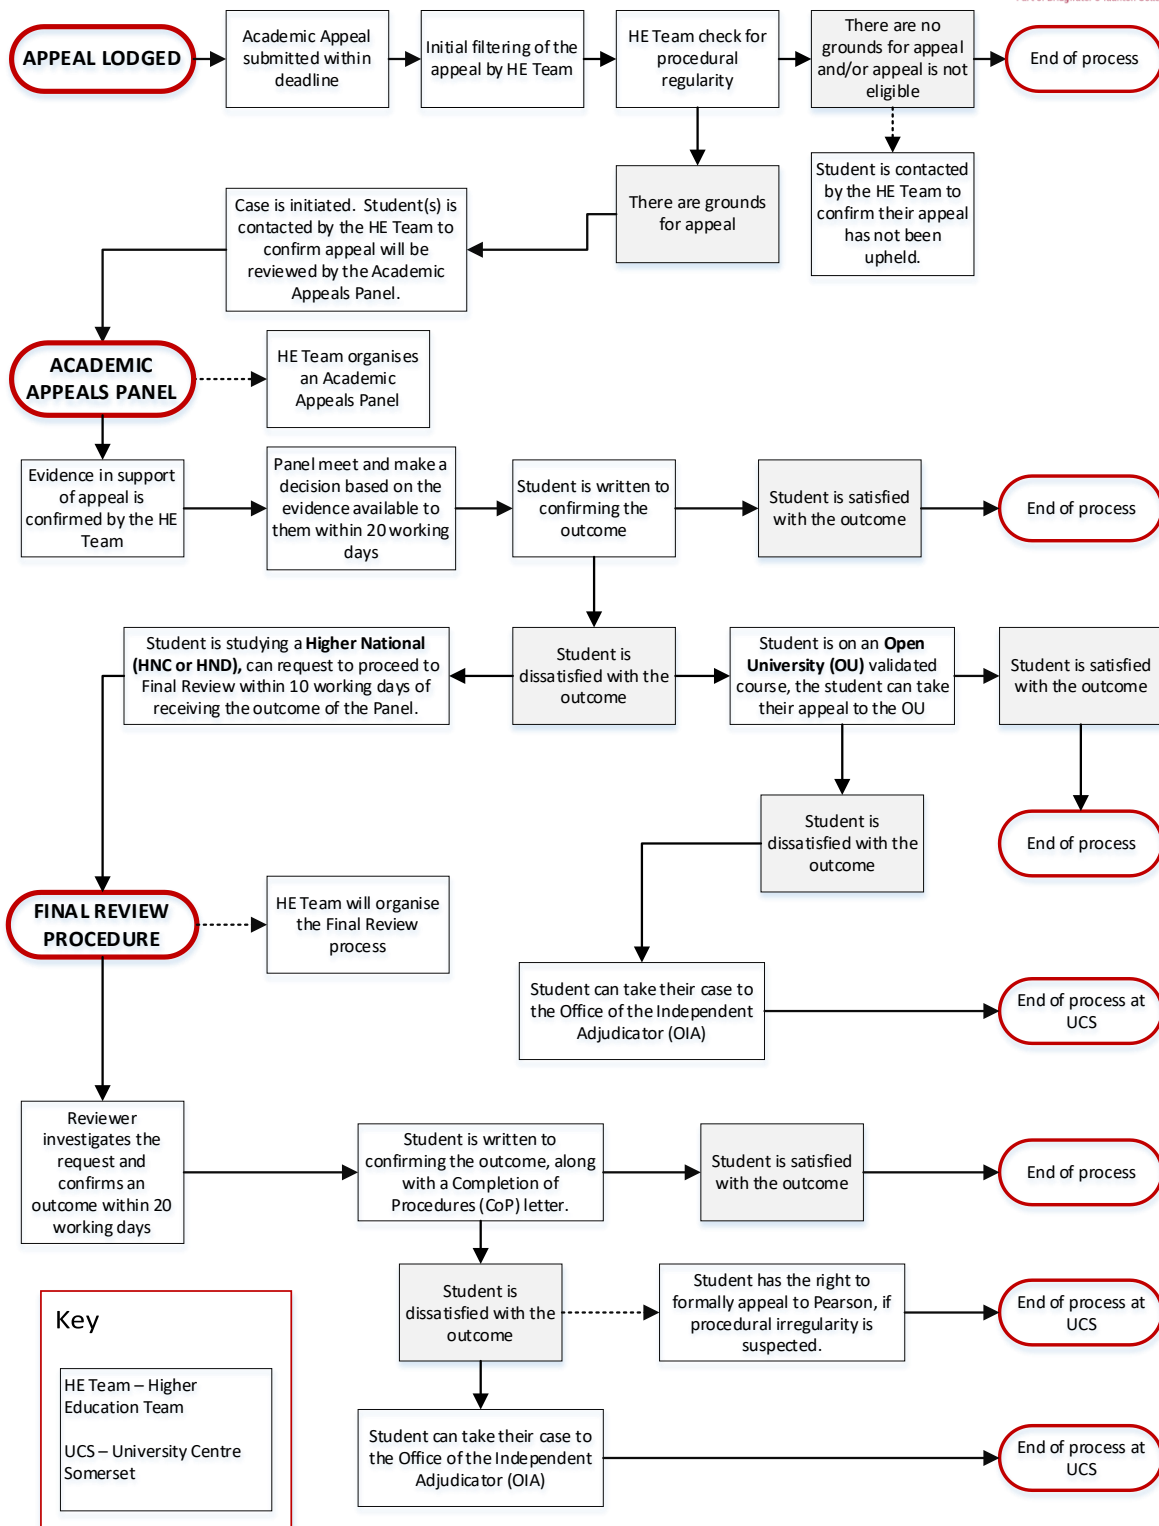 APPEAL LODGED
Academic Appeal
submitted within
deadline
Initial filtering of the
appeal by HE Team
HE Team check for
procedural
regularity
There are no
grounds for appeal
and/or appeal is not
eligible
End of process
Student is contacted
by the HE Team to
confirm their appeal
has not been
upheld.
There are grounds
for appeal
Case is initiated. Student(s) is
contacted by the HE Team to
confirm appeal will be
reviewed by the Academic
Appeals Panel.
ACADEMIC
APPEALS PANEL
HE Team organises
an Academic
Appeals Panel
Evidence in support
of appeal is
confirmed by the HE
Team
Panel meet and make a
decision based on the
evidence available to
them within 20 working
days
Student is written to
confirming the
outcome
Student is satisfied
with the outcome
End of process
Student is studying a Higher National
(HNC or HND), can request to proceed to
Final Review within 10 working days of
receiving the outcome of the Panel.
Student is
dissatisfied with the
outcome
Student is on an Open
University (OU) validated
course, the student can take
their appeal to the OU
Student is satisfied
with the outcome
Student is
dissatisfied with the
outcome
End of process
FINAL REVIEW
PROCEDURE
HE Team will organise
the Final Review
process
Student can take their case to
the Office of the Independent
Adjudicator (OIA)
End of process at
UCS
Reviewer
investigates the
request and
confirms an
outcome within 20
working days
Student is written to
confirming the outcome, along
with a Completion of
Procedures (CoP) letter.
Student is satisfied
with the outcome
End of process
Student is
dissatisfied with the
outcome
Student has the right to
formally appeal to Pearson, if
procedural irregularity is
suspected.
End of process at
UCS
Student can take their case to
the Office of the Independent
Adjudicator (OIA)
End of process at
UCS
Key
HE Team – Higher
Education Team
UCS – University Centre
Somerset